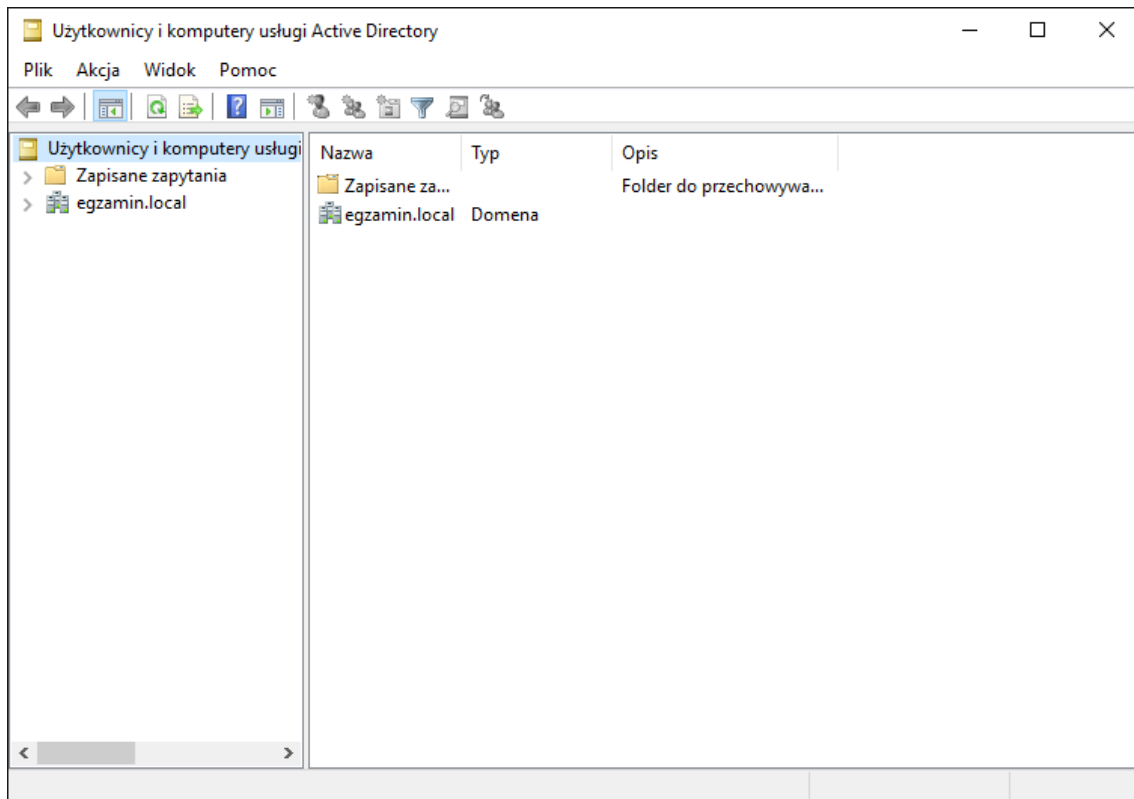 Użytkownicy i komputery usługi Active Directory
Plik Akcja Widok Pomoc
Użytkownicy i komputery usługi
Zapisane zapytania
egzamin.local
Nazwa Typ Opis
Zapisane za... Folder do przechowywa...
egzamin.local Domena